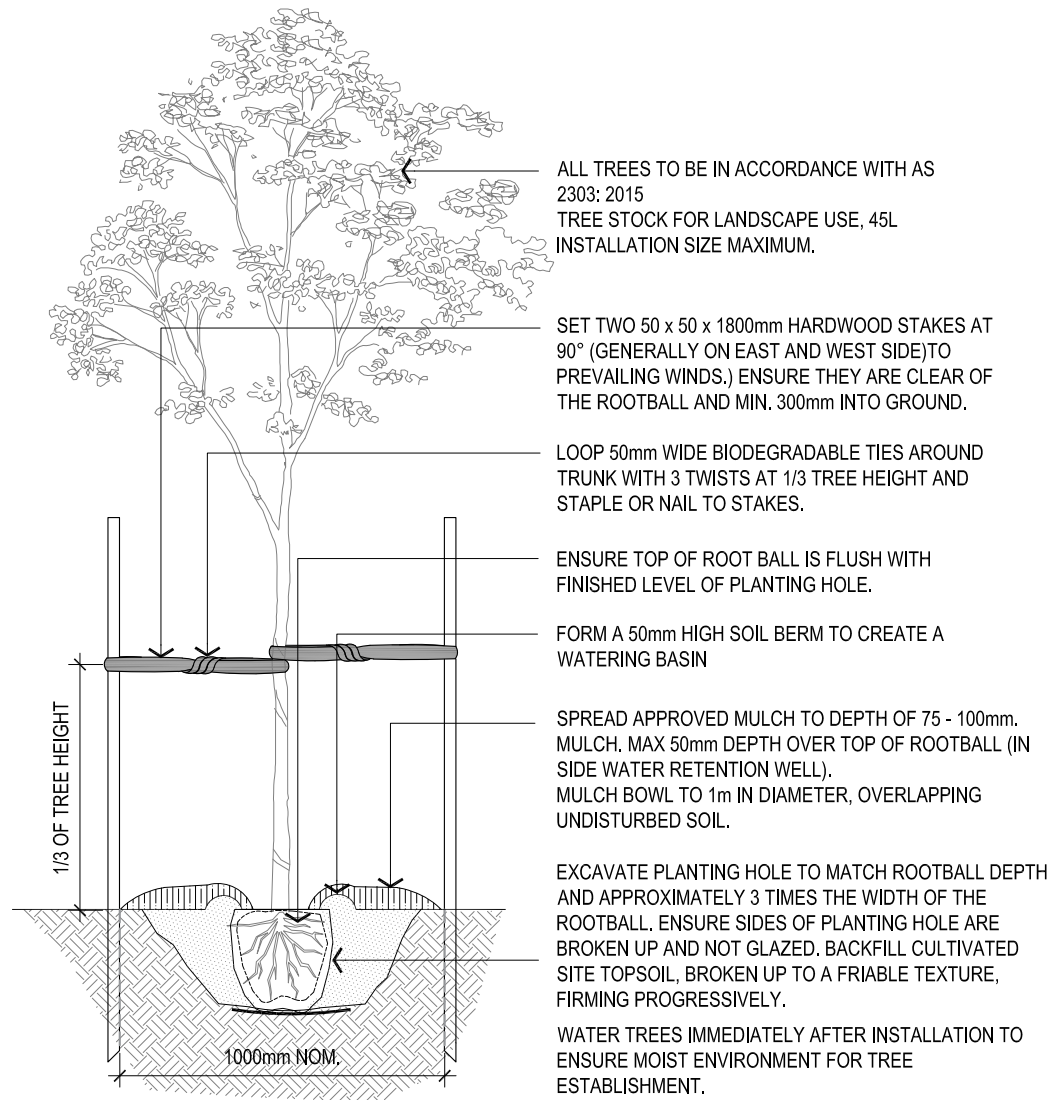 ALL TREES TO BE IN ACCORDANCE WITH AS
2303: 2015
TREE STOCK FOR LANDSCAPE USE, 45L
INSTALLATION SIZE MAXIMUM.
SET TWO 50 x 50 x 1800mm HARDWOOD STAKES AT
90° (GENERALLY ON EAST AND WEST SIDE)TO
PREVAILING WINDS.) ENSURE THEY ARE CLEAR OF
THE ROOTBALL AND MIN. 300mm INTO GROUND.
LOOP 50mm WIDE BIODEGRADABLE TIES AROUND
TRUNK WITH 3 TWISTS AT 1/3 TREE HEIGHT AND
STAPLE OR NAIL TO STAKES.
ENSURE TOP OF ROOT BALL IS FLUSH WITH
FINISHED LEVEL OF PLANTING HOLE.
FORM A 50mm HIGH SOIL BERM TO CREATE A
WATERING BASIN
SPREAD APPROVED MULCH TO DEPTH OF 75 - 100mm.
MULCH. MAX 50mm DEPTH OVER TOP OF ROOTBALL (IN
SIDE WATER RETENTION WELL).
MULCH BOWL TO 1m IN DIAMETER, OVERLAPPING
UNDISTURBED SOIL.
EXCAVATE PLANTING HOLE TO MATCH ROOTBALL DEPTH
AND APPROXIMATELY 3 TIMES THE WIDTH OF THE
ROOTBALL. ENSURE SIDES OF PLANTING HOLE ARE
BROKEN UP AND NOT GLAZED. BACKFILL CULTIVATED
SITE TOPSOIL, BROKEN UP TO A FRIABLE TEXTURE,
FIRMING PROGRESSIVELY.
WATER TREES IMMEDIATELY AFTER INSTALLATION TO
ENSURE MOIST ENVIRONMENT FOR TREE
ESTABLISHMENT.
1/3 OF TREE HEIGHT
1000mm NOM.